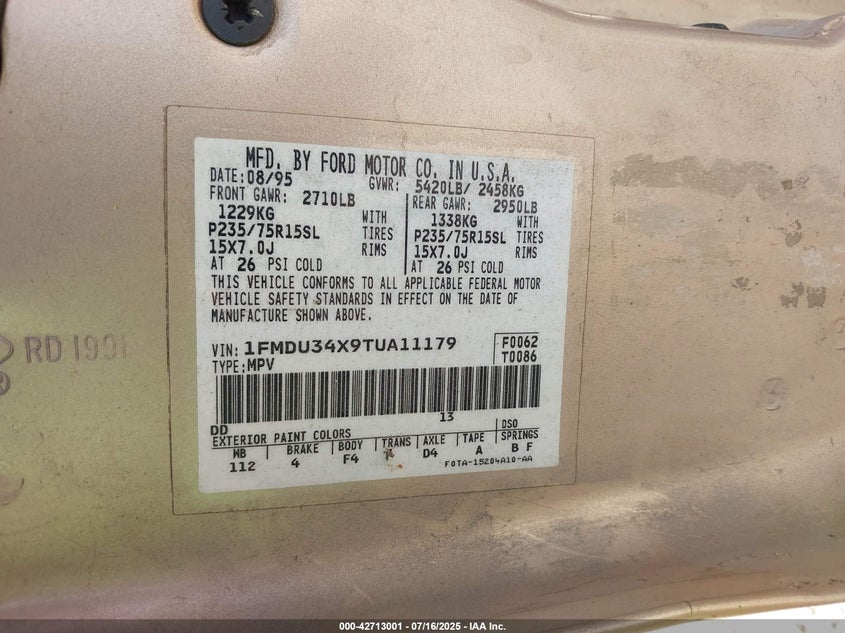 MFD. BY FORD MOTOR CO. IN U.S.A.
DATE: 08/95 GVWR: 5420LB/ 2458KG
FRONT GAWR: 2710LB REAR GAWR: 2950LB
1229KG WITH 1338KG WITH
P235/75R15SL TIRES P235/75R15SL TIRES
15X7.0J RIMS 15X7.0J RIMS
AT 26 PSI COLD AT 26 PSI COLD
THIS VEHICLE CONFORMS TO ALL APPLICABLE FEDERAL MOTOR
VEHICLE SAFETY STANDARDS IN EFFECT ON THE DATE OF
MANUFACTURE SHOWN ABOVE.
VIN: 1FMDU34X9TUA11179 F0062
TYPE: MPV T0086
13
DD DSO
EXTERIOR PAINT COLORS
WB BRAKE BODY TRANS AXLE TAPE SPRINGS
112 4 F4 D4 A B F
F0TA-15204A10-AA
RD 1991
000-42713001 - 07/16/2025 - IAA Inc.